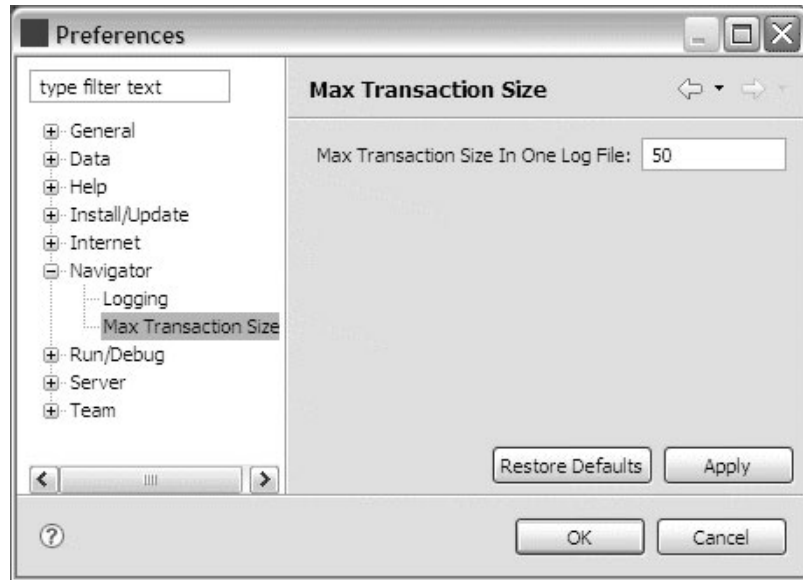 Preferences
type filter text
General
Data
Help
Install/Update
Internet
Navigator
Logging
Max Transaction Size
Run/Debug
Server
Team
Max Transaction Size
Max Transaction Size In One Log File: 50
Restore Defaults Apply
? OK Cancel